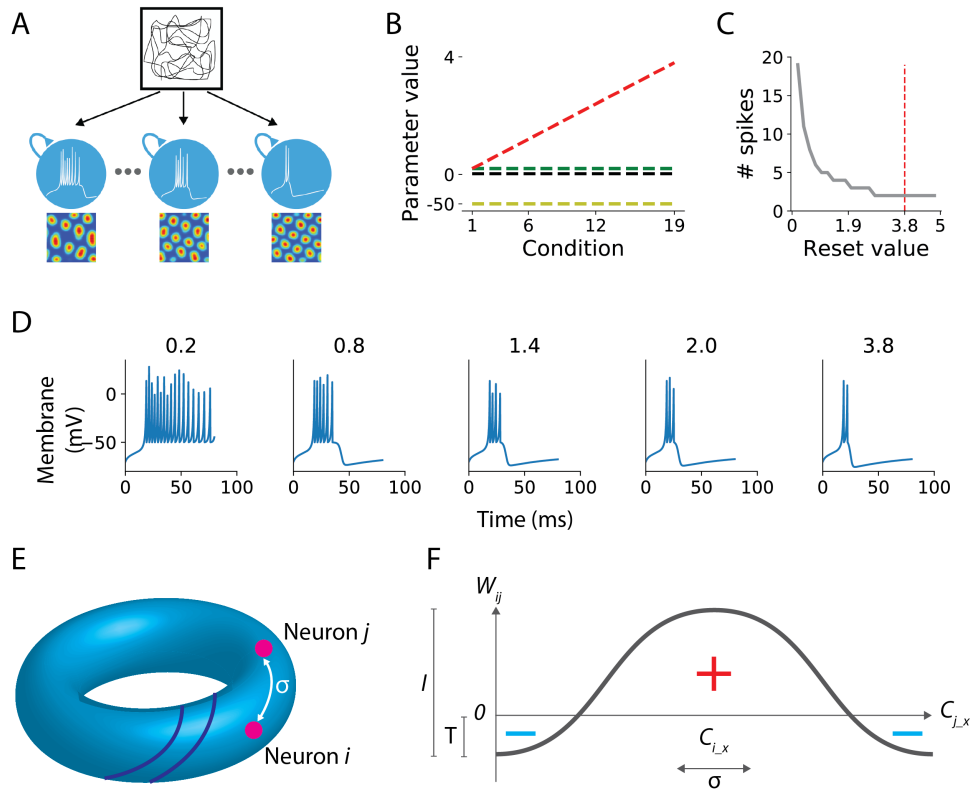 A
B
Parameter value
4
0
-50
1
6
12
19
Condition
C
# spikes
20
15
10
5
0
0
1.9
3.8
5
Reset value
D
0.2
0.8
1.4
2.0
3.8
Membrane
(mV)
0
−50
0
50
100
0
50
100
0
50
100
0
50
100
0
50
100
Time (ms)
E
Neuron j
σ
Neuron i
F
W_ij
I
0
T
+
−
−
C_j_x
C_i_x
σ